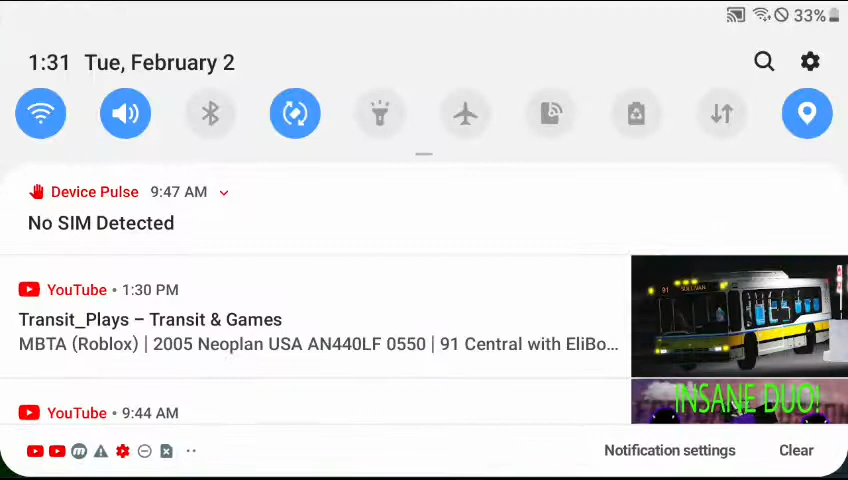 33%
1:31 Tue, February 2
Device Pulse 9:47 AM
No SIM Detected
YouTube • 1:30 PM
Transit_Plays – Transit & Games
MBTA (Roblox) | 2005 Neoplan USA AN440LF 0550 | 91 Central with EliBo...
91 SULLIVAN
YouTube • 9:44 AM
INSANE DUO!
Notification settings
Clear